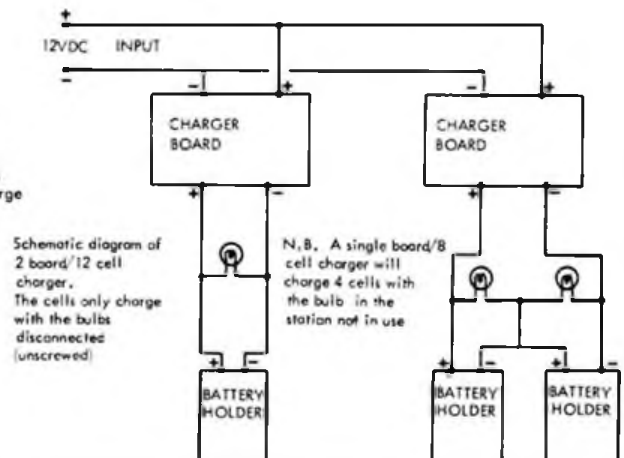 +
12VDC INPUT
−
− +
CHARGER
BOARD
+ −
− +
CHARGER
BOARD
+ −
Schematic diagram of
2 board/12 cell
charger.
The cells only charge
with the bulbs
disconnected
(unscrewed)
N.B. A single board/8
cell charger will
charge 4 cells with
the bulb in the
station not in use
+ −
BATTERY
HOLDER
+ −
BATTERY
HOLDER
+ −
BATTERY
HOLDER